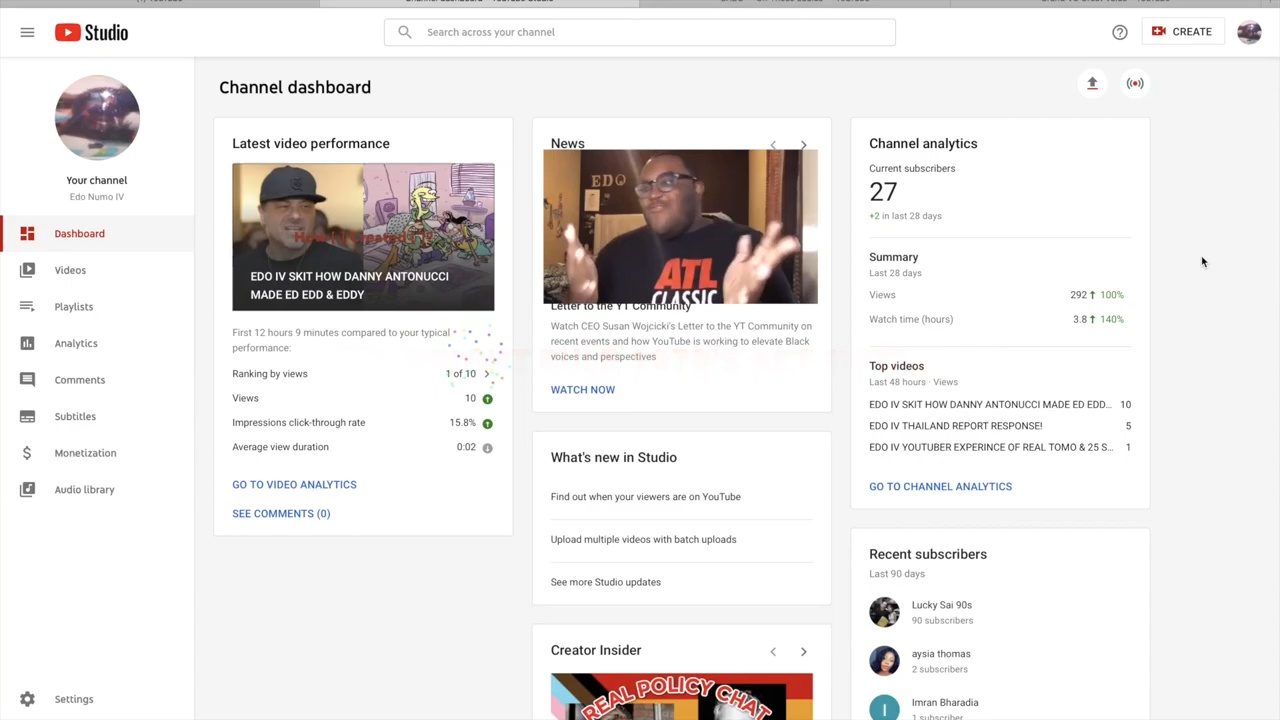 Studio
Search across your channel
CREATE
Channel dashboard
Your channel
Edo Numo IV
Dashboard
Videos
Playlists
Analytics
Comments
Subtitles
Monetization
Audio library
Settings
Latest video performance
EDO IV SKIT HOW DANNY ANTONUCCI
MADE ED EDD & EDDY
First 12 hours 9 minutes compared to your typical
performance:
Ranking by views 1 of 10
Views 10
Impressions click-through rate 15.8%
Average view duration 0:02
GO TO VIDEO ANALYTICS
SEE COMMENTS (0)
News
EDO
ATL
CLASSIC
Letter to the YT Community
Watch CEO Susan Wojcicki's Letter to the YT Community on
recent events and how YouTube is working to elevate Black
voices and perspectives
WATCH NOW
What's new in Studio
Find out when your viewers are on YouTube
Upload multiple videos with batch uploads
See more Studio updates
Creator Insider
REAL POLICY CHAT
Channel analytics
Current subscribers
27
+2 in last 28 days
Summary
Last 28 days
Views 292 100%
Watch time (hours) 3.8 140%
Top videos
Last 48 hours · Views
EDO IV SKIT HOW DANNY ANTONUCCI MADE ED EDD... 10
EDO IV THAILAND REPORT RESPONSE! 5
EDO IV YOUTUBER EXPERINCE OF REAL TOMO & 25 S... 1
GO TO CHANNEL ANALYTICS
Recent subscribers
Last 90 days
Lucky Sai 90s
90 subscribers
aysia thomas
2 subscribers
I
Imran Bharadia
1 subscriber